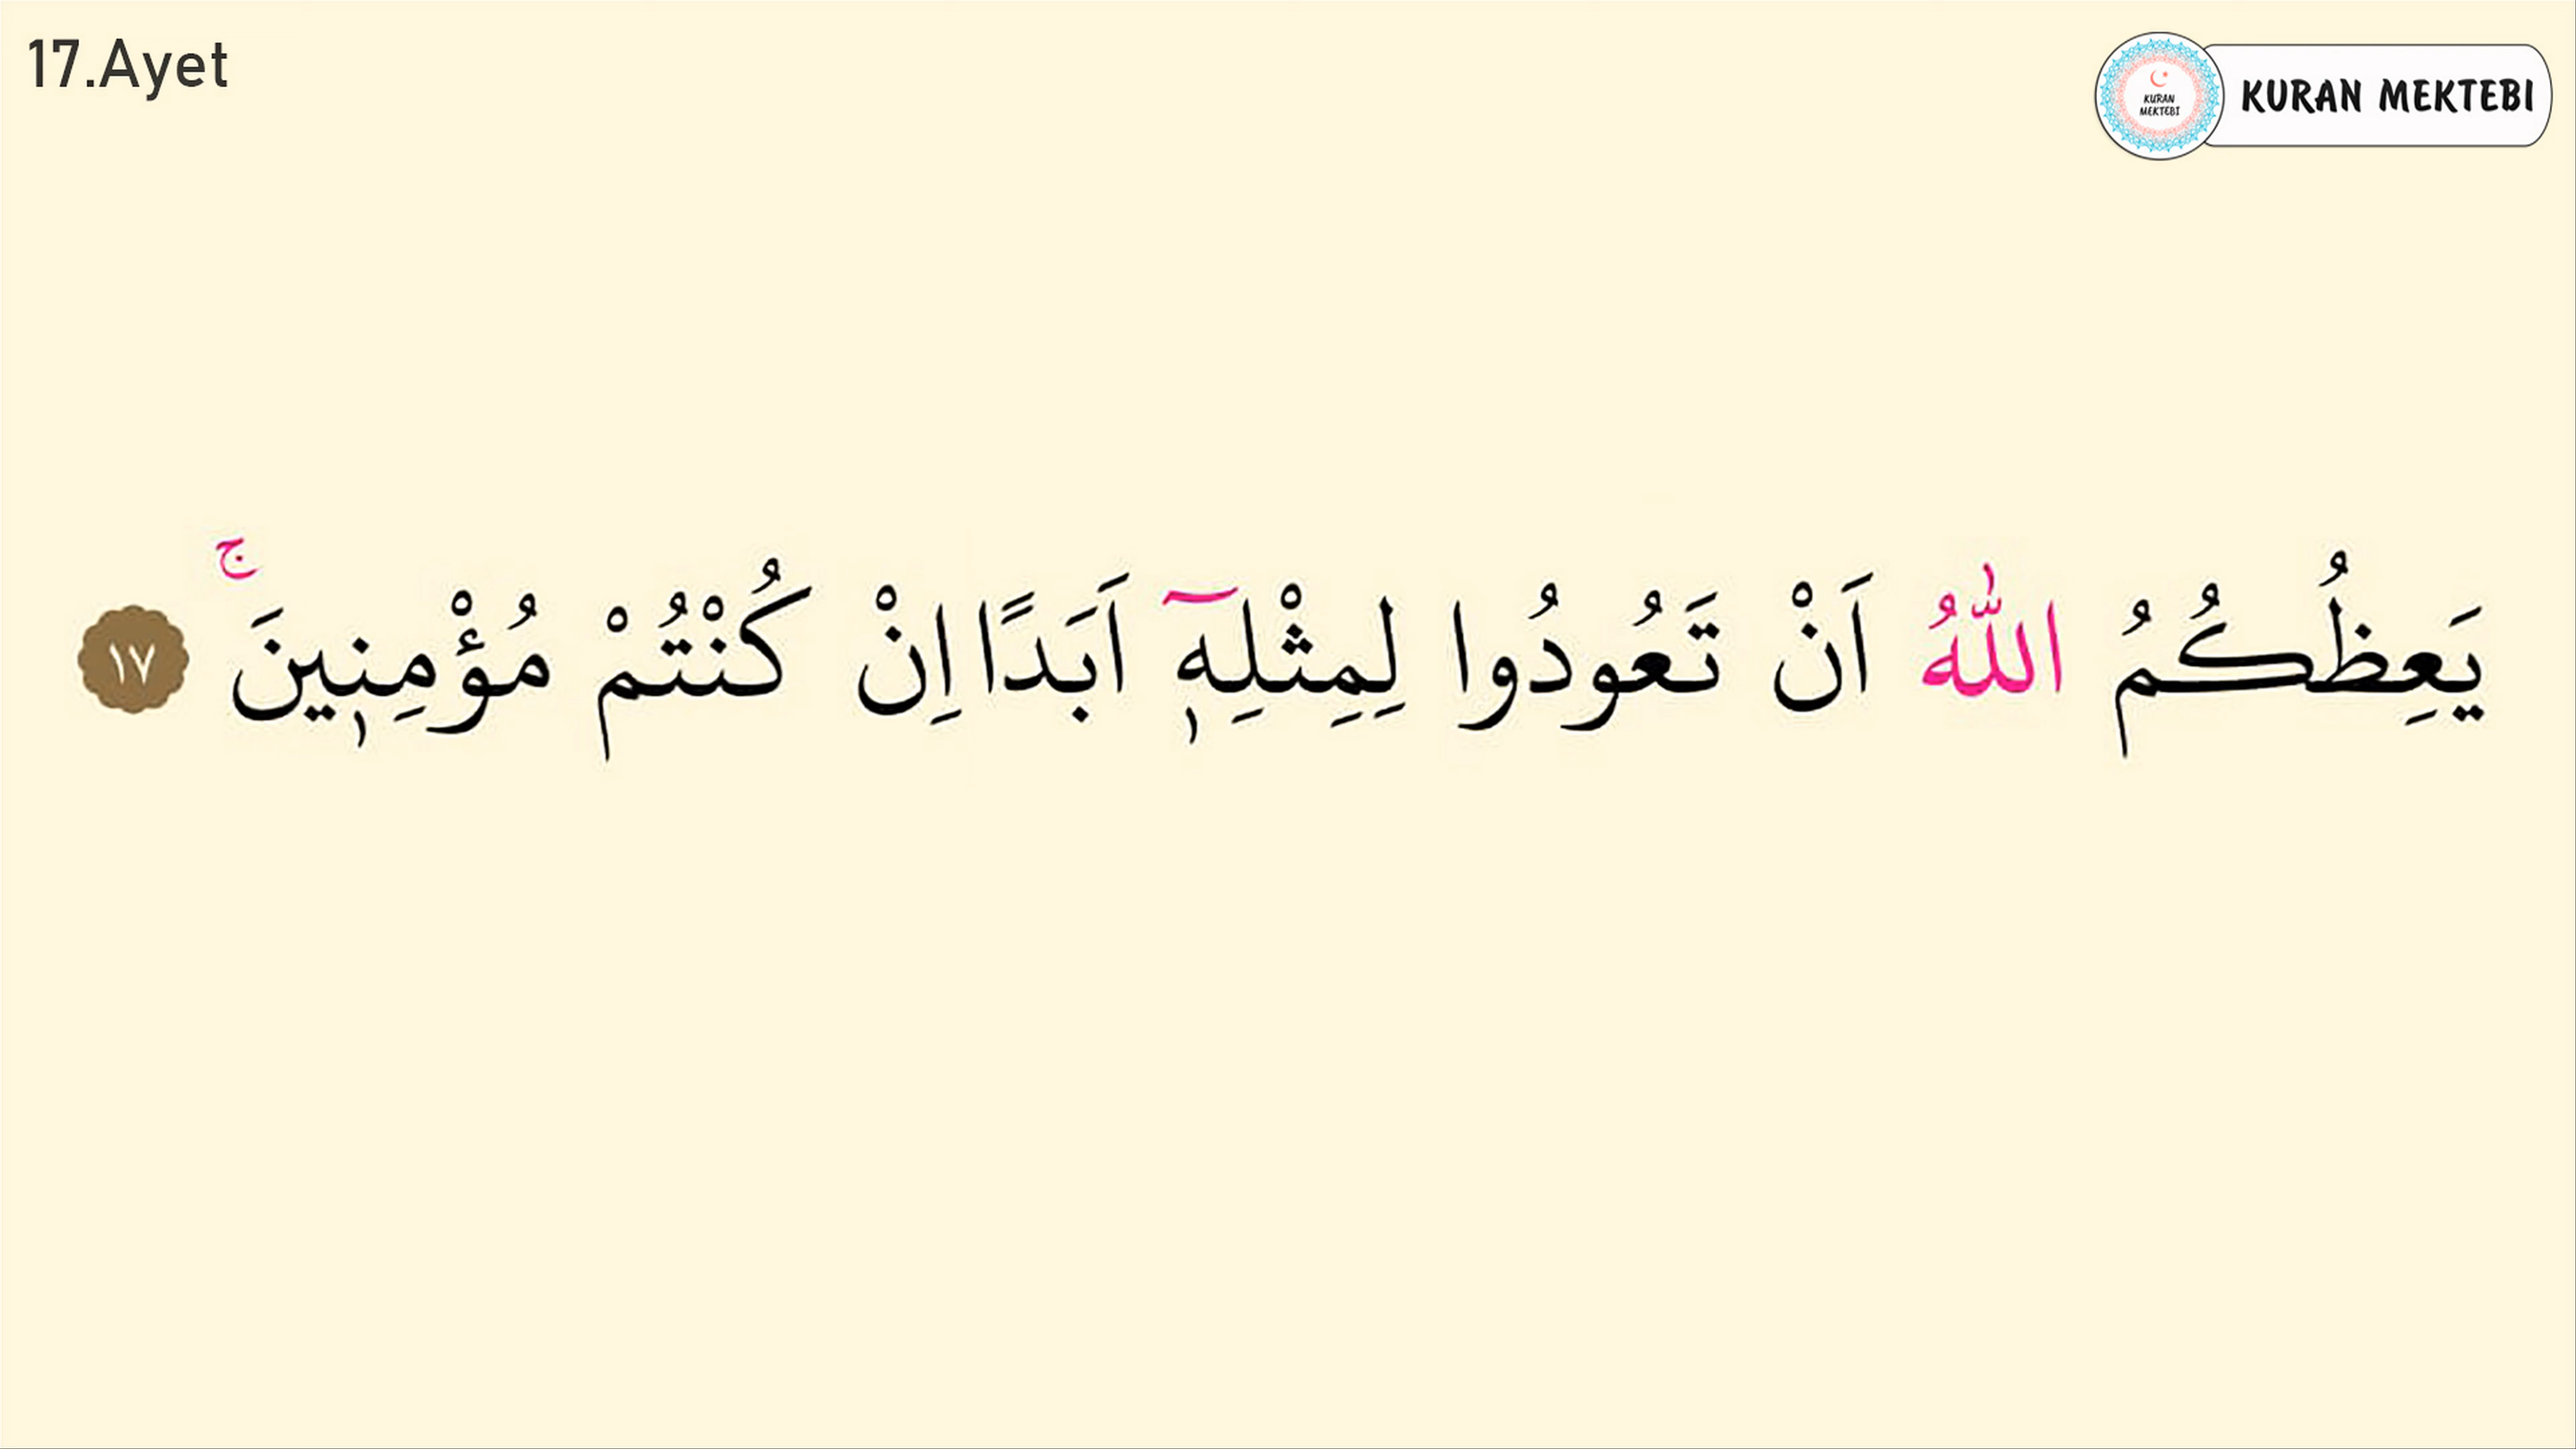 17.Ayet
KURAN MEKTEBI
KURAN
MEKTEBI
يَعِظُكُمُ اللّٰهُ اَنْ تَعُودُوا لِمِثْلِه۪ٓ اَبَدًا اِنْ كُنْتُمْ مُؤْمِن۪ينَۚ ١٧